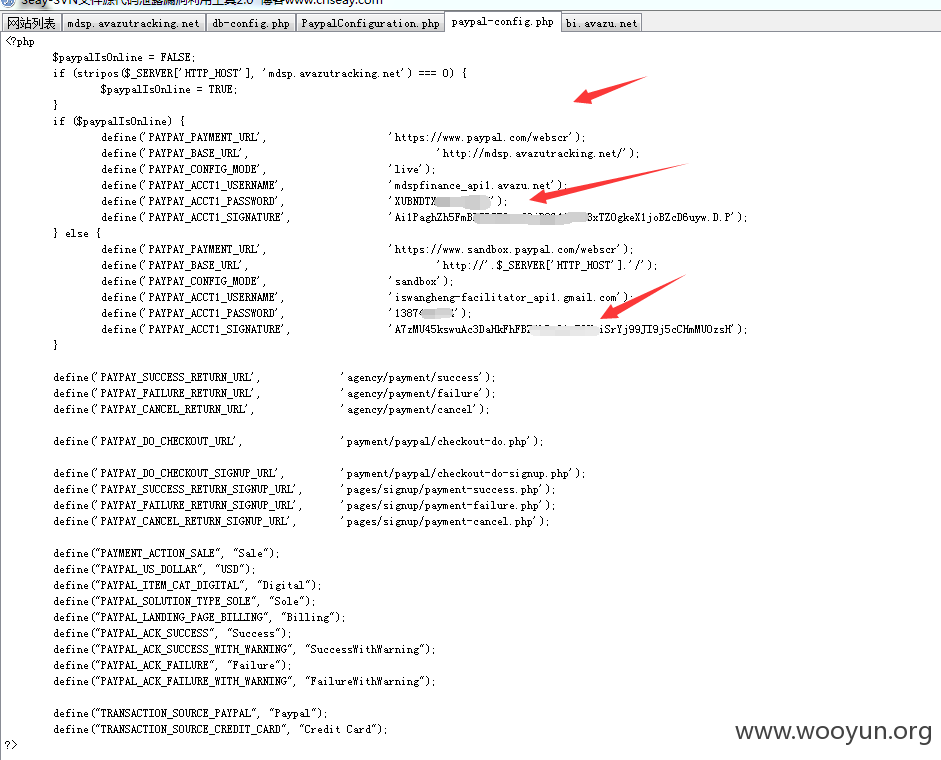 Seay-SVN文件源代码泄露漏洞利用工具2.0 博客www.cnseay.com
网站列表 mdsp.avazutracking.net db-config.php PaypalConfiguration.php paypal-config.php bi.avazu.net
<?php
$paypalIsOnline = FALSE;
if (stripos($_SERVER['HTTP_HOST'], 'mdsp.avazutracking.net') === 0) {
$paypalIsOnline = TRUE;
}
if ($paypalIsOnline) {
define('PAYPAY_PAYMENT_URL', 'https://www.paypal.com/webscr');
define('PAYPAY_BASE_URL', 'http://mdsp.avazutracking.net/');
define('PAYPAY_CONFIG_MODE', 'live');
define('PAYPAY_ACCT1_USERNAME', 'mdspfinance_api1.avazu.net');
define('PAYPAY_ACCT1_PASSWORD', 'XUBNDTX');
define('PAYPAY_ACCT1_SIGNATURE', 'Ai1PaghZh5FmB 3xTZOgkeX1joBZcD6uyw.D.P');
} else {
define('PAYPAY_PAYMENT_URL', 'https://www.sandbox.paypal.com/webscr');
define('PAYPAY_BASE_URL', 'http://'.$_SERVER['HTTP_HOST'].'/');
define('PAYPAY_CONFIG_MODE', 'sandbox');
define('PAYPAY_ACCT1_USERNAME', 'iswangheng-facilitator_api1.gmail.com');
define('PAYPAY_ACCT1_PASSWORD', '13874');
define('PAYPAY_ACCT1_SIGNATURE', 'A7zMU45kswuAc3DaHkFhFB iSrYj99JI9j5cCHmMUOzsH');
}
define('PAYPAY_SUCCESS_RETURN_URL', 'agency/payment/success');
define('PAYPAY_FAILURE_RETURN_URL', 'agency/payment/failure');
define('PAYPAY_CANCEL_RETURN_URL', 'agency/payment/cancel');
define('PAYPAY_DO_CHECKOUT_URL', 'payment/paypal/checkout-do.php');
define('PAYPAY_DO_CHECKOUT_SIGNUP_URL', 'payment/paypal/checkout-do-signup.php');
define('PAYPAY_SUCCESS_RETURN_SIGNUP_URL', 'pages/signup/payment-success.php');
define('PAYPAY_FAILURE_RETURN_SIGNUP_URL', 'pages/signup/payment-failure.php');
define('PAYPAY_CANCEL_RETURN_SIGNUP_URL', 'pages/signup/payment-cancel.php');
define("PAYMENT_ACTION_SALE", "Sale");
define("PAYPAL_US_DOLLAR", "USD");
define("PAYPAL_ITEM_CAT_DIGITAL", "Digital");
define("PAYPAL_SOLUTION_TYPE_SOLE", "Sole");
define("PAYPAL_LANDING_PAGE_BILLING", "Billing");
define("PAYPAL_ACK_SUCCESS", "Success");
define("PAYPAL_ACK_SUCCESS_WITH_WARNING", "SuccessWithWarning");
define("PAYPAL_ACK_FAILURE", "Failure");
define("PAYPAL_ACK_FAILURE_WITH_WARNING", "FailureWithWarning");
define("TRANSACTION_SOURCE_PAYPAL", "Paypal");
define("TRANSACTION_SOURCE_CREDIT_CARD", "Credit Card");
?>
www.wooyun.org